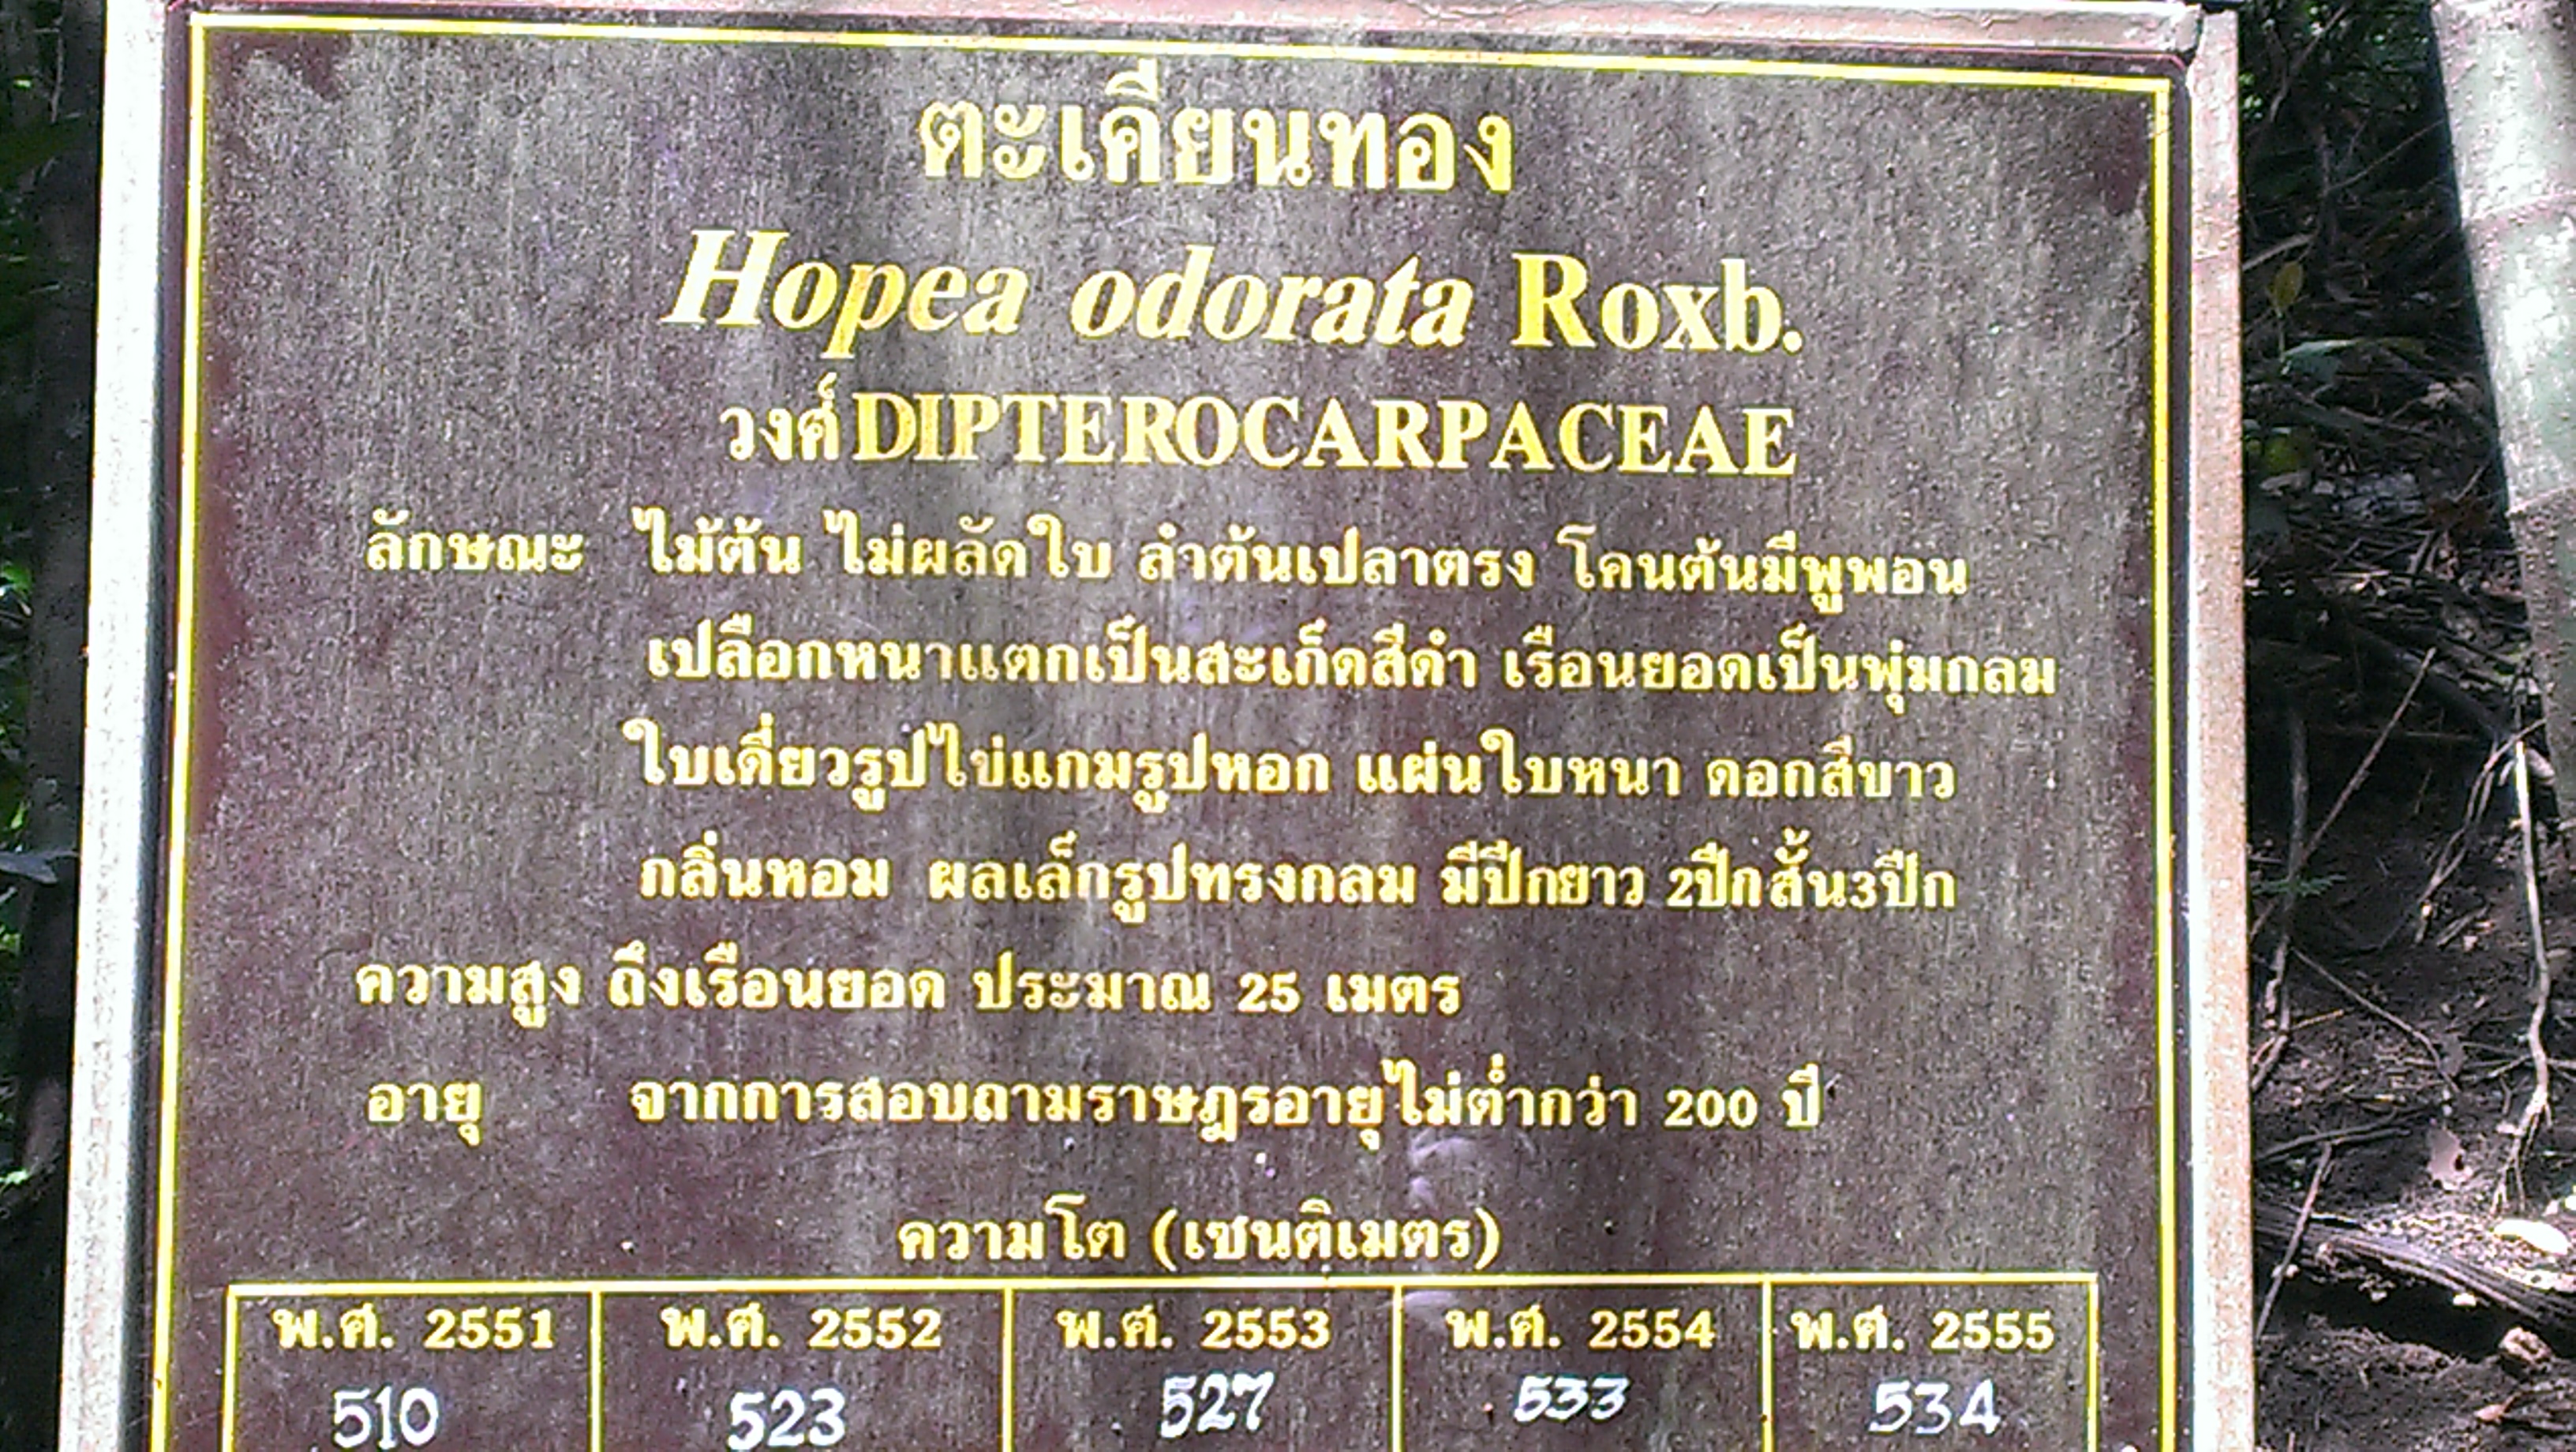 ตะเคียนทอง
Hopea odorata Roxb.
วงศ์ DIPTEROCARPACEAE
ลักษณะ ไม้ต้น ไม่ผลัดใบ ลำต้นเปลาตรง โคนต้นมีพูพอน
เปลือกหนาแตกเป็นสะเก็ดสีดำ เรือนยอดเป็นพุ่มกลม
ใบเดี่ยวรูปไข่แกมรูปหอก แผ่นใบหนา ดอกสีขาว
กลิ่นหอม ผลเล็กรูปทรงกลม มีปีกยาว 2ปีกสั้น3ปีก
ความสูง ถึงเรือนยอด ประมาณ 25 เมตร
อายุ จากการสอบถามราษฎรอายุไม่ต่ำกว่า 200 ปี
ความโต (เซนติเมตร)
พ.ศ. 2551 พ.ศ. 2552 พ.ศ. 2553 พ.ศ. 2554 พ.ศ. 2555
510 523 527 533 534